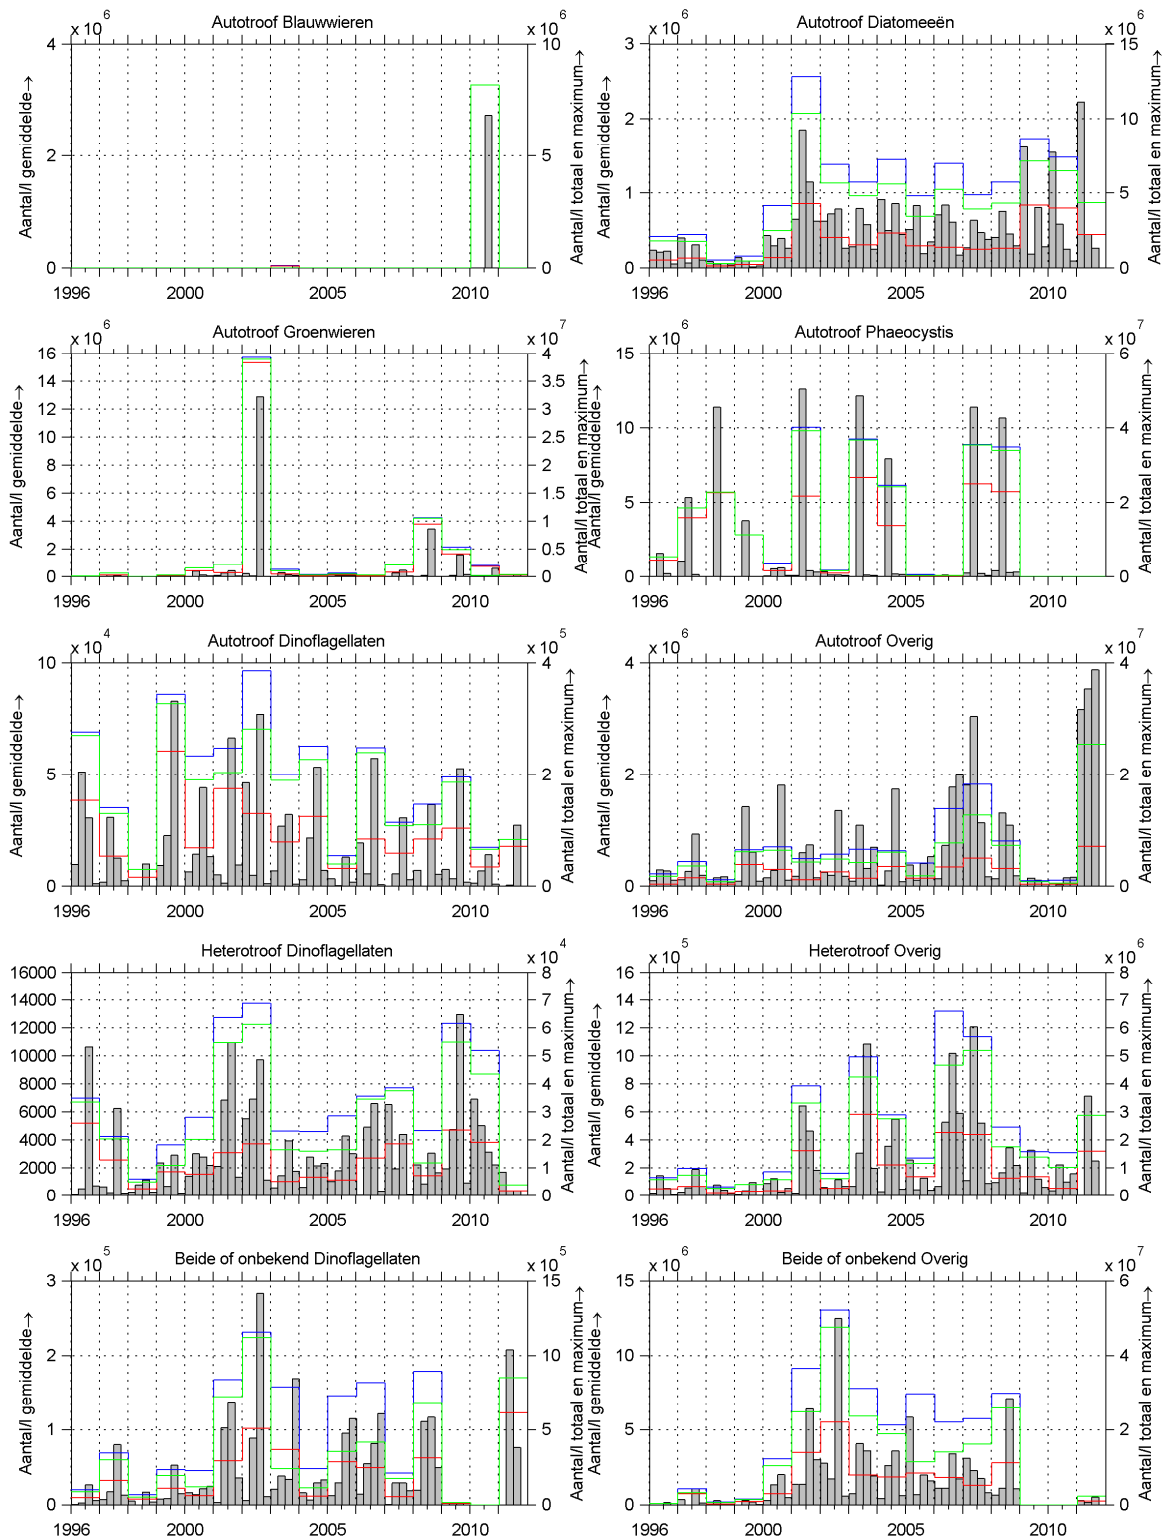 Autotroof Blauwwieren
x 10^6
x 10^6
4
2
0
10
5
0
Aantal/l gemiddelde→
Aantal/l totaal en maximum→
1996 2000 2005 2010
Autotroof Diatomeeën
x 10^6
x 10^6
3
2
1
0
15
10
5
0
Aantal/l gemiddelde→
Aantal/l totaal en maximum→
1996 2000 2005 2010
Autotroof Groenwieren
x 10^6
x 10^7
16
14
12
10
8
6
4
2
0
4
3.5
3
2.5
2
1.5
1
0.5
0
Aantal/l gemiddelde→
Aantal/l totaal en maximum→
1996 2000 2005 2010
Autotroof Phaeocystis
x 10^6
x 10^7
15
10
5
0
6
4
2
0
Aantal/l gemiddelde→
Aantal/l totaal en maximum→
1996 2000 2005 2010
Autotroof Dinoflagellaten
x 10^4
x 10^5
10
5
0
4
2
0
Aantal/l gemiddelde→
Aantal/l totaal en maximum→
1996 2000 2005 2010
Autotroof Overig
x 10^6
x 10^7
4
2
0
4
2
0
Aantal/l gemiddelde→
Aantal/l totaal en maximum→
1996 2000 2005 2010
Heterotroof Dinoflagellaten
x 10^4
16000
14000
12000
10000
8000
6000
4000
2000
0
8
7
6
5
4
3
2
1
0
Aantal/l gemiddelde→
Aantal/l totaal en maximum→
1996 2000 2005 2010
Heterotroof Overig
x 10^5
x 10^6
16
14
12
10
8
6
4
2
0
8
7
6
5
4
3
2
1
0
Aantal/l gemiddelde→
Aantal/l totaal en maximum→
1996 2000 2005 2010
Beide of onbekend Dinoflagellaten
x 10^5
x 10^5
3
2
1
0
15
10
5
0
Aantal/l gemiddelde→
Aantal/l totaal en maximum→
1996 2000 2005 2010
Beide of onbekend Overig
x 10^6
x 10^7
15
10
5
0
6
4
2
0
Aantal/l gemiddelde→
Aantal/l totaal en maximum→
1996 2000 2005 2010